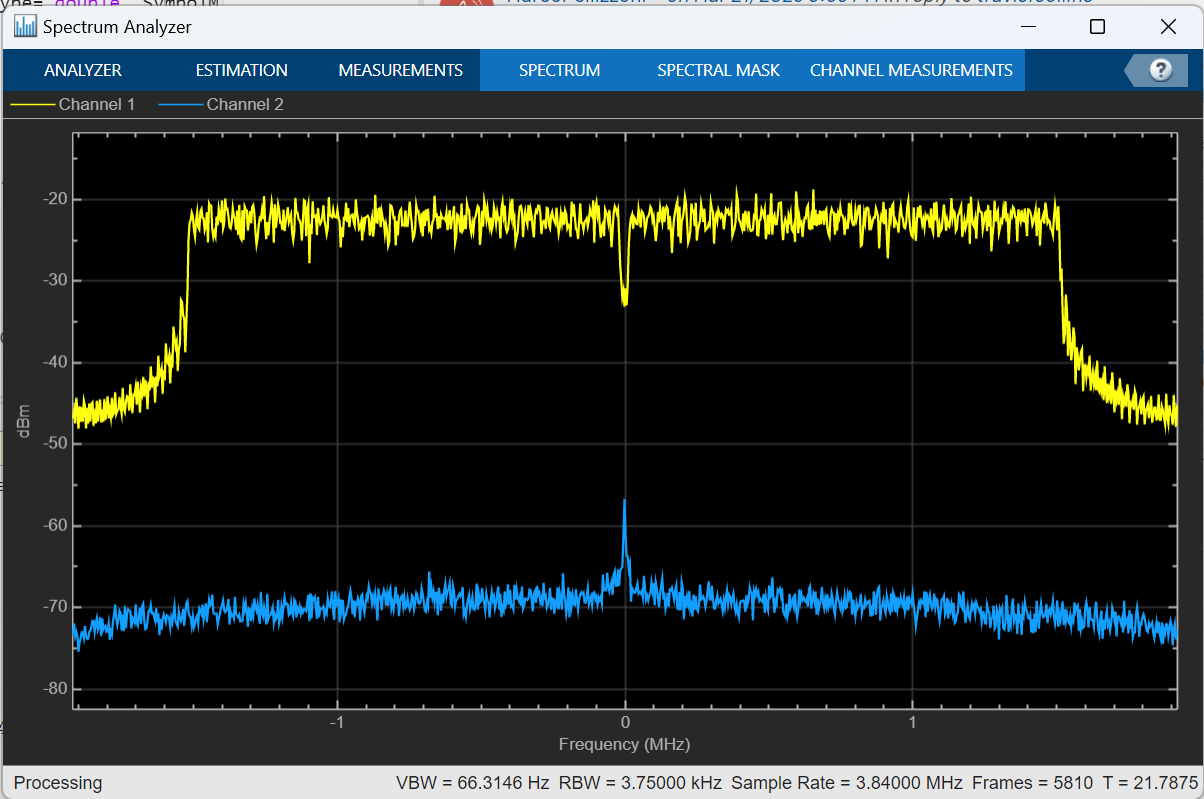 Spectrum Analyzer
ANALYZER ESTIMATION MEASUREMENTS SPECTRUM SPECTRAL MASK CHANNEL MEASUREMENTS ?
Channel 1 Channel 2
-20
-30
-40
-50
-60
-70
-80
dBm
-1 0 1
Frequency (MHz)
Processing VBW = 66.3146 Hz RBW = 3.75000 kHz Sample Rate = 3.84000 MHz Frames = 5810 T = 21.7875